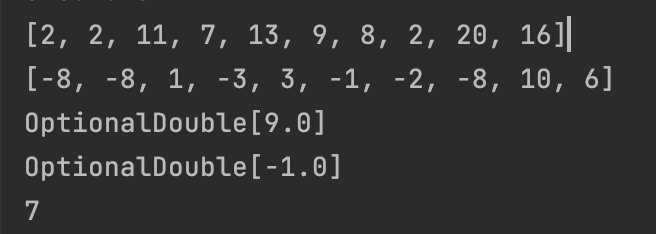 [2, 2, 11, 7, 13, 9, 8, 2, 20, 16]
[-8, -8, 1, -3, 3, -1, -2, -8, 10, 6]
OptionalDouble[9.0]
OptionalDouble[-1.0]
7